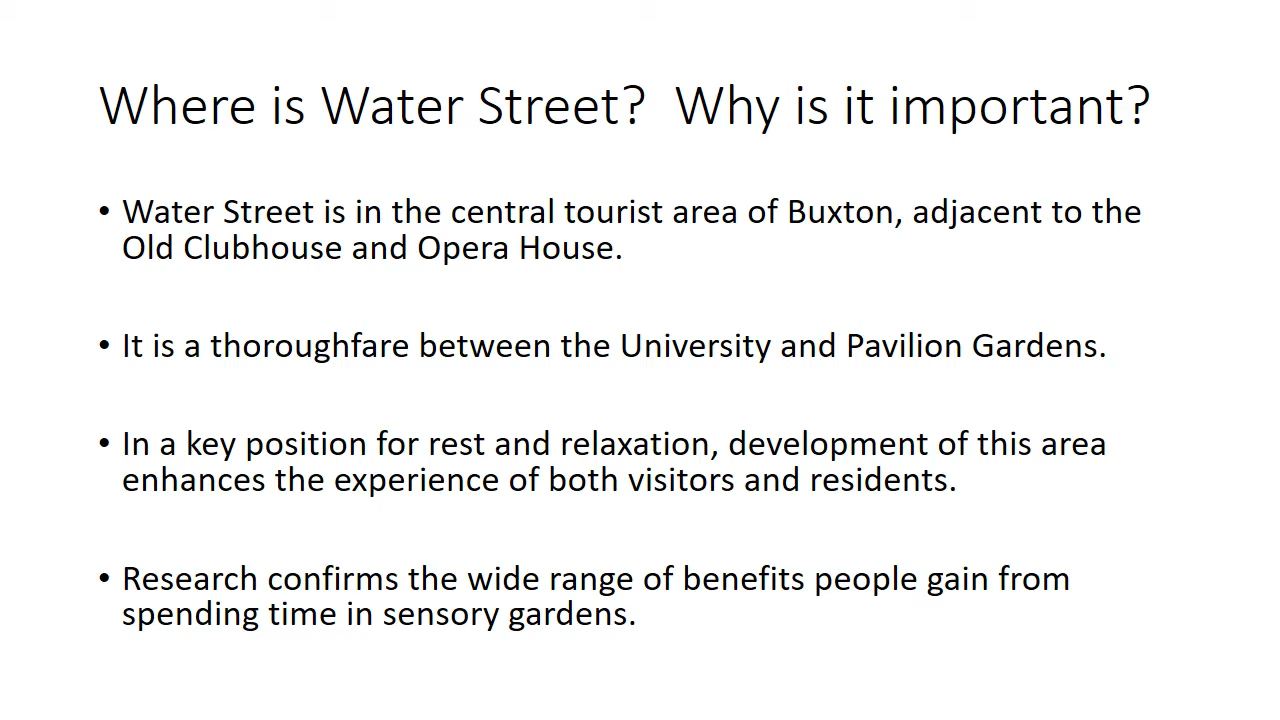 Where is Water Street?  Why is it important?
• Water Street is in the central tourist area of Buxton, adjacent to the
Old Clubhouse and Opera House.
• It is a thoroughfare between the University and Pavilion Gardens.
• In a key position for rest and relaxation, development of this area
enhances the experience of both visitors and residents.
• Research confirms the wide range of benefits people gain from
spending time in sensory gardens.